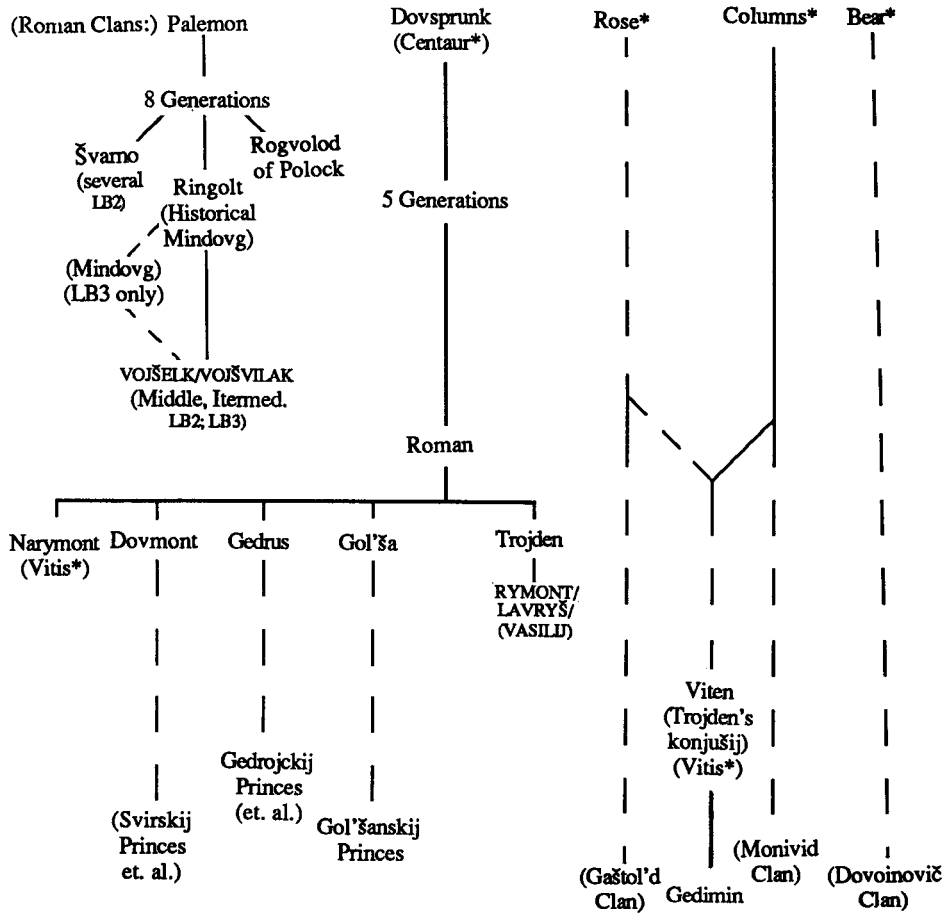 (Roman Clans:) Palemon
8 Generations
Švarno
(several
LB2)
Rogvolod
of Polock
Ringolt
(Historical
Mindovg)
(Mindovg)
(LB3 only)
VOJŠELK/VOJŠVILAK
(Middle, Itermed.
LB2; LB3)
Dovsprunk
(Centaur*)
5 Generations
Roman
Narymont
(Vitis*)
Dovmont
(Svirskij
Princes
et. al.)
Gedrus
Gedrojckij
Princes
(et. al.)
Gol'ša
Gol'šanskij
Princes
Trojden
RYMONT/
LAVRYŠ/
(VASILIJ)
Rose*
(Gaštol'd
Clan)
Columns*
Viten
(Trojden's
konjušij)
(Vitis*)
Gedimin
(Monivid
Clan)
Bear*
(Dovoinovič
Clan)